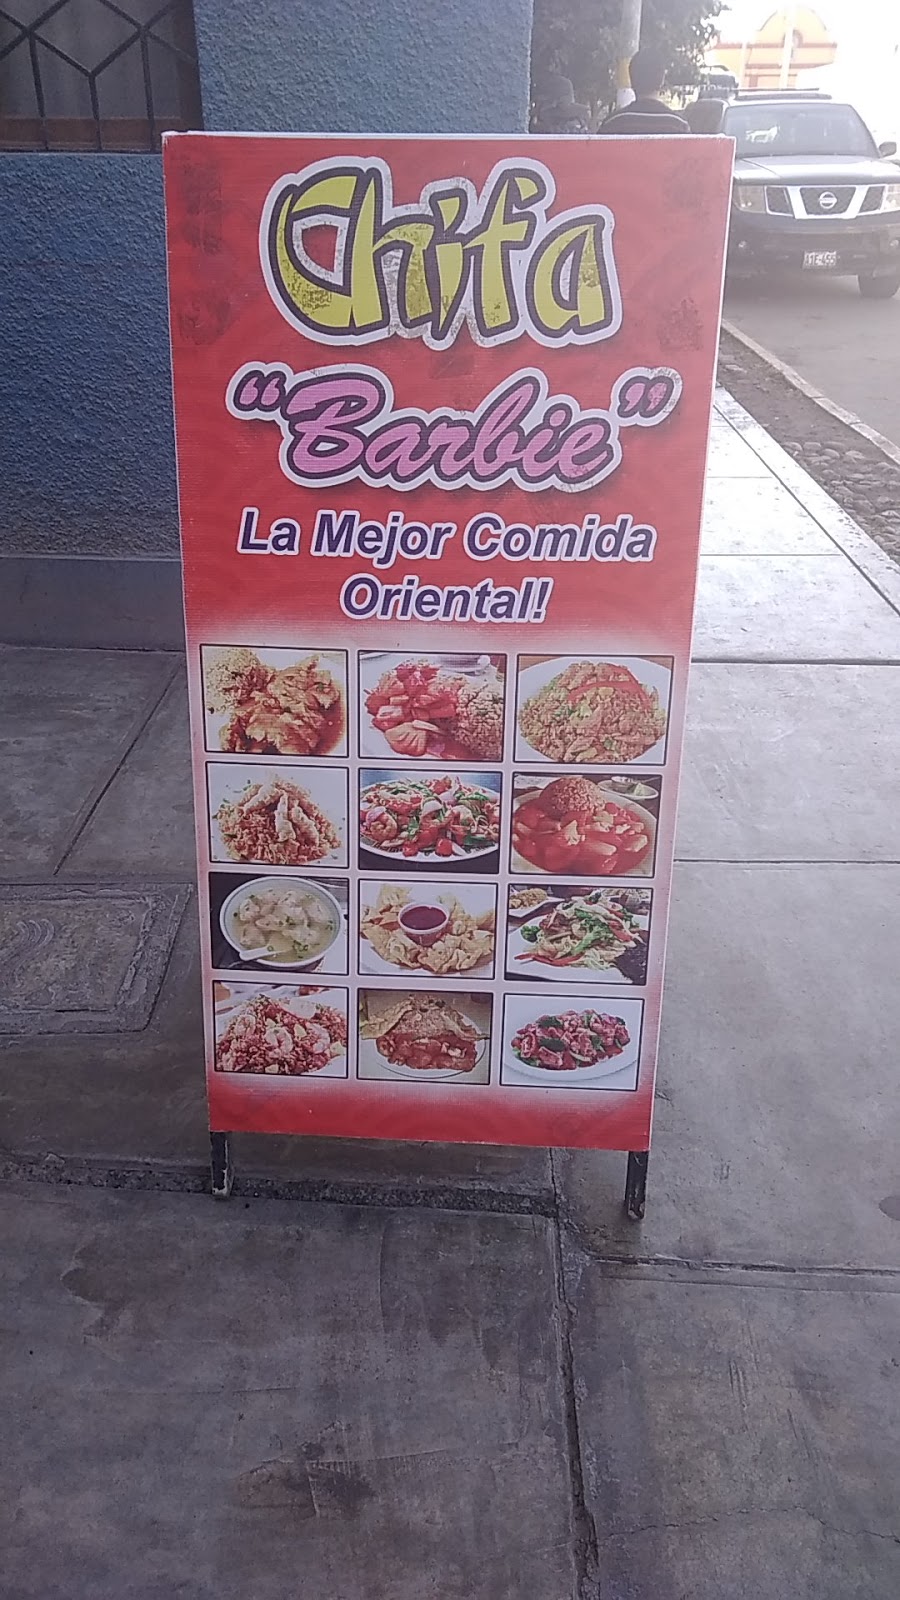 Chifa
"Barbie"
La Mejor Comida
Oriental!